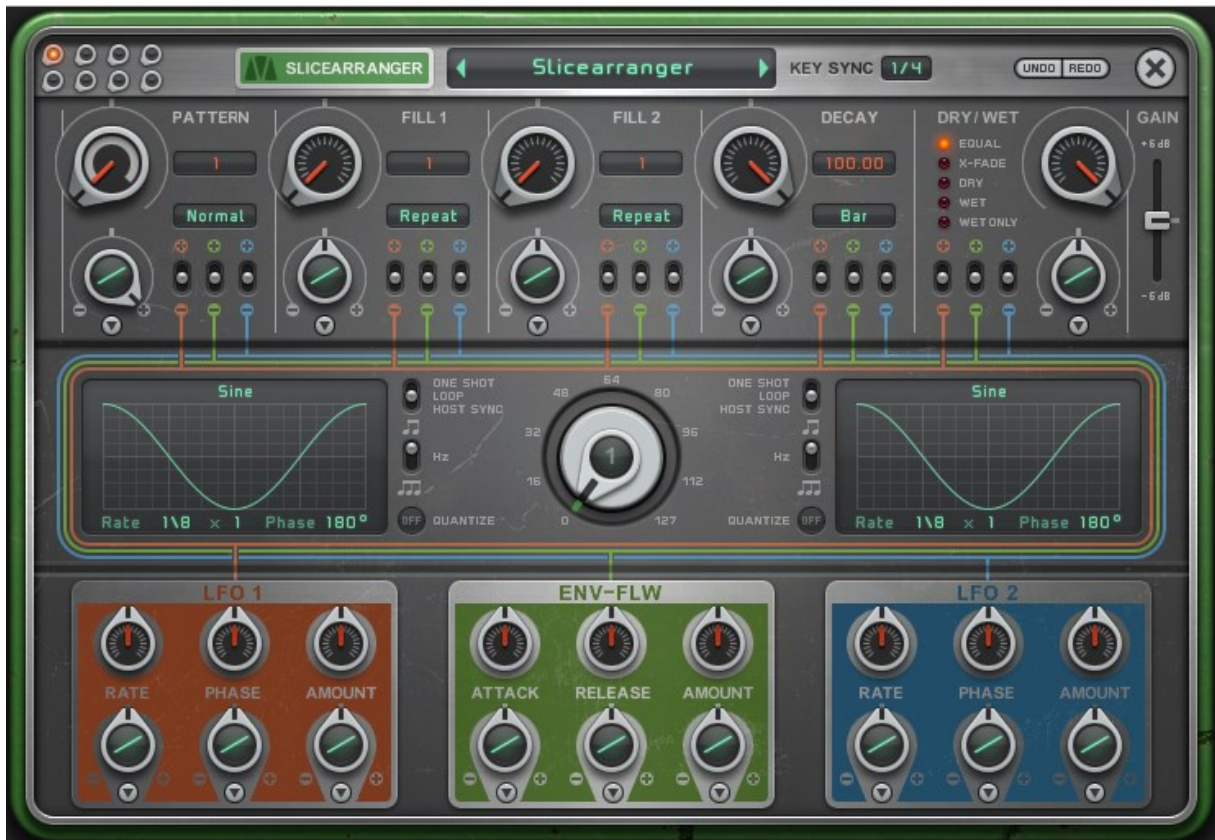 SLICEARRANGER
Slicearranger
KEY SYNC 1/4
UNDO REDO
PATTERN
1
Normal
FILL 1
1
Repeat
FILL 2
1
Repeat
DECAY
100.00
Bar
DRY/WET
EQUAL
X-FADE
DRY
WET
WET ONLY
GAIN
+6 dB
-6 dB
Sine
Rate 1\8 x 1 Phase 180°
ONE SHOT
LOOP
HOST SYNC
Hz
OFF QUANTIZE
0
16
32
48
64
80
96
112
127
1
ONE SHOT
LOOP
HOST SYNC
Hz
QUANTIZE OFF
Sine
Rate 1\8 x 1 Phase 180°
LFO 1
RATE PHASE AMOUNT
ENV-FLW
ATTACK RELEASE AMOUNT
LFO 2
RATE PHASE AMOUNT